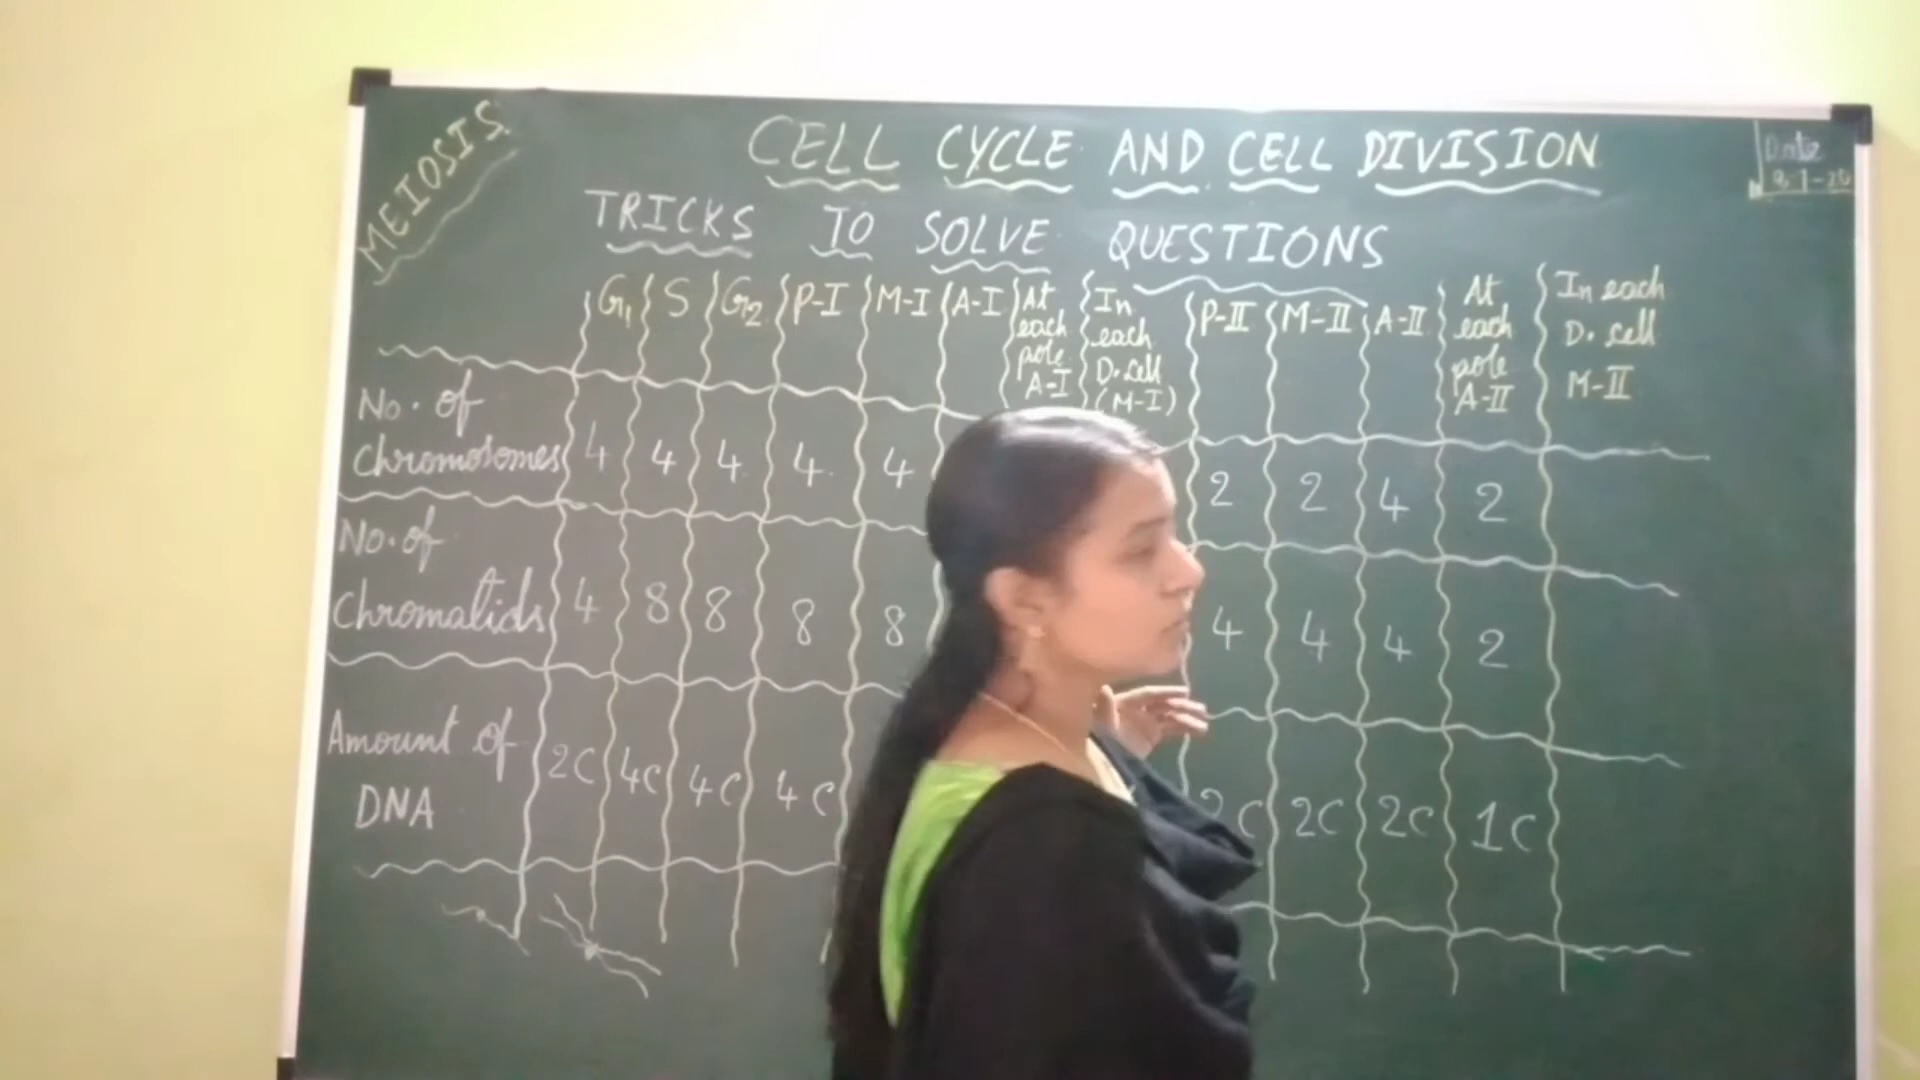 MEIOSIS
CELL CYCLE AND CELL DIVISION
Date
TRICKS TO SOLVE QUESTIONS
G1 S G2 P-I M-I A-I At each pole A-I In each D. cell (M-I) P-II M-II A-II At each pole A-II In each D. cell M-II
No. of Chromosomes 4 4 4 4 4 2 2 4 2
No. of Chromatids 4 8 8 8 8 4 4 4 2
Amount of DNA 2C 4C 4C 4C 2C 2C 2C 1C